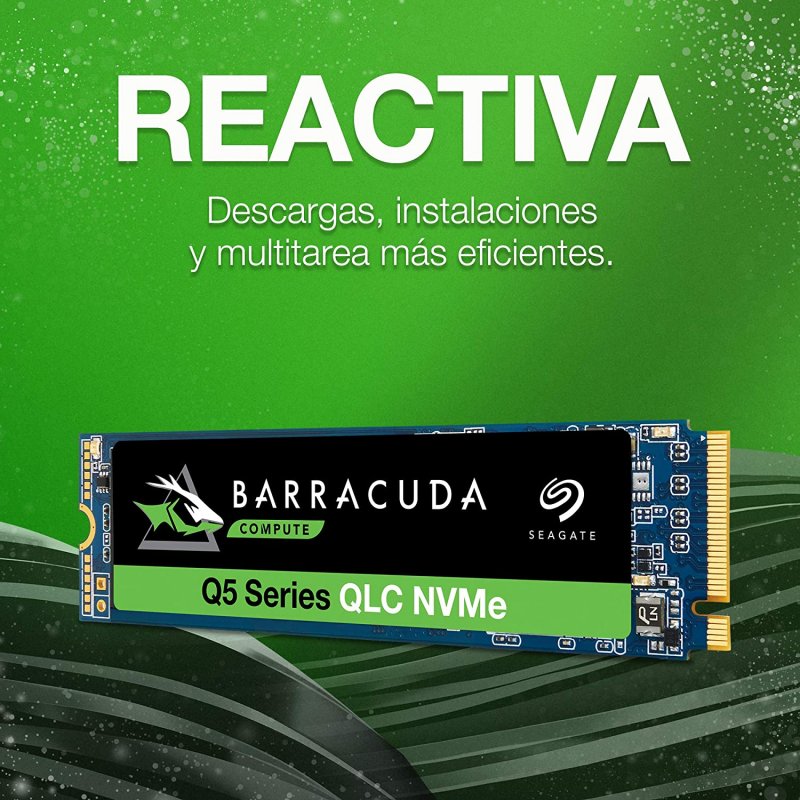 REACTIVA
Descargas, instalaciones
y multitarea más eficientes.
BARRACUDA
COMPUTE
SEAGATE
Q5 Series QLC NVMe